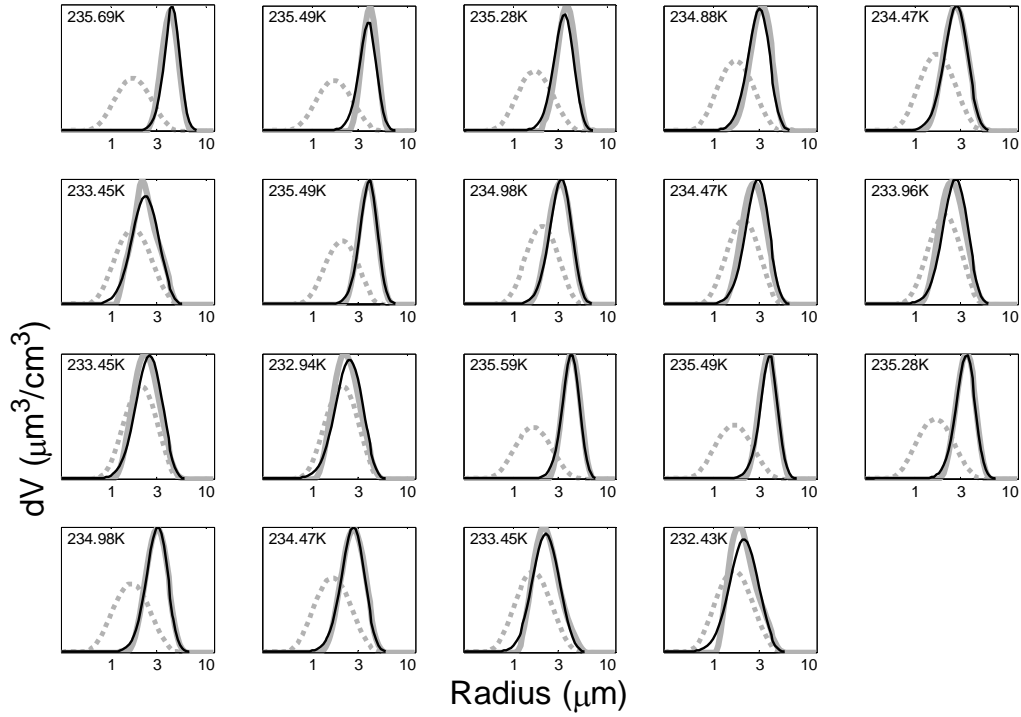 235.69K 235.49K 235.28K 234.88K 234.47K
1 3 10 1 3 10 1 3 10 1 3 10 1 3 10
233.45K 235.49K 234.98K 234.47K 233.96K
1 3 10 1 3 10 1 3 10 1 3 10 1 3 10
233.45K 232.94K 235.59K 235.49K 235.28K
1 3 10 1 3 10 1 3 10 1 3 10 1 3 10
234.98K 234.47K 233.45K 232.43K
1 3 10 1 3 10 1 3 10 1 3 10
dV (μm³/cm³)
Radius (μm)